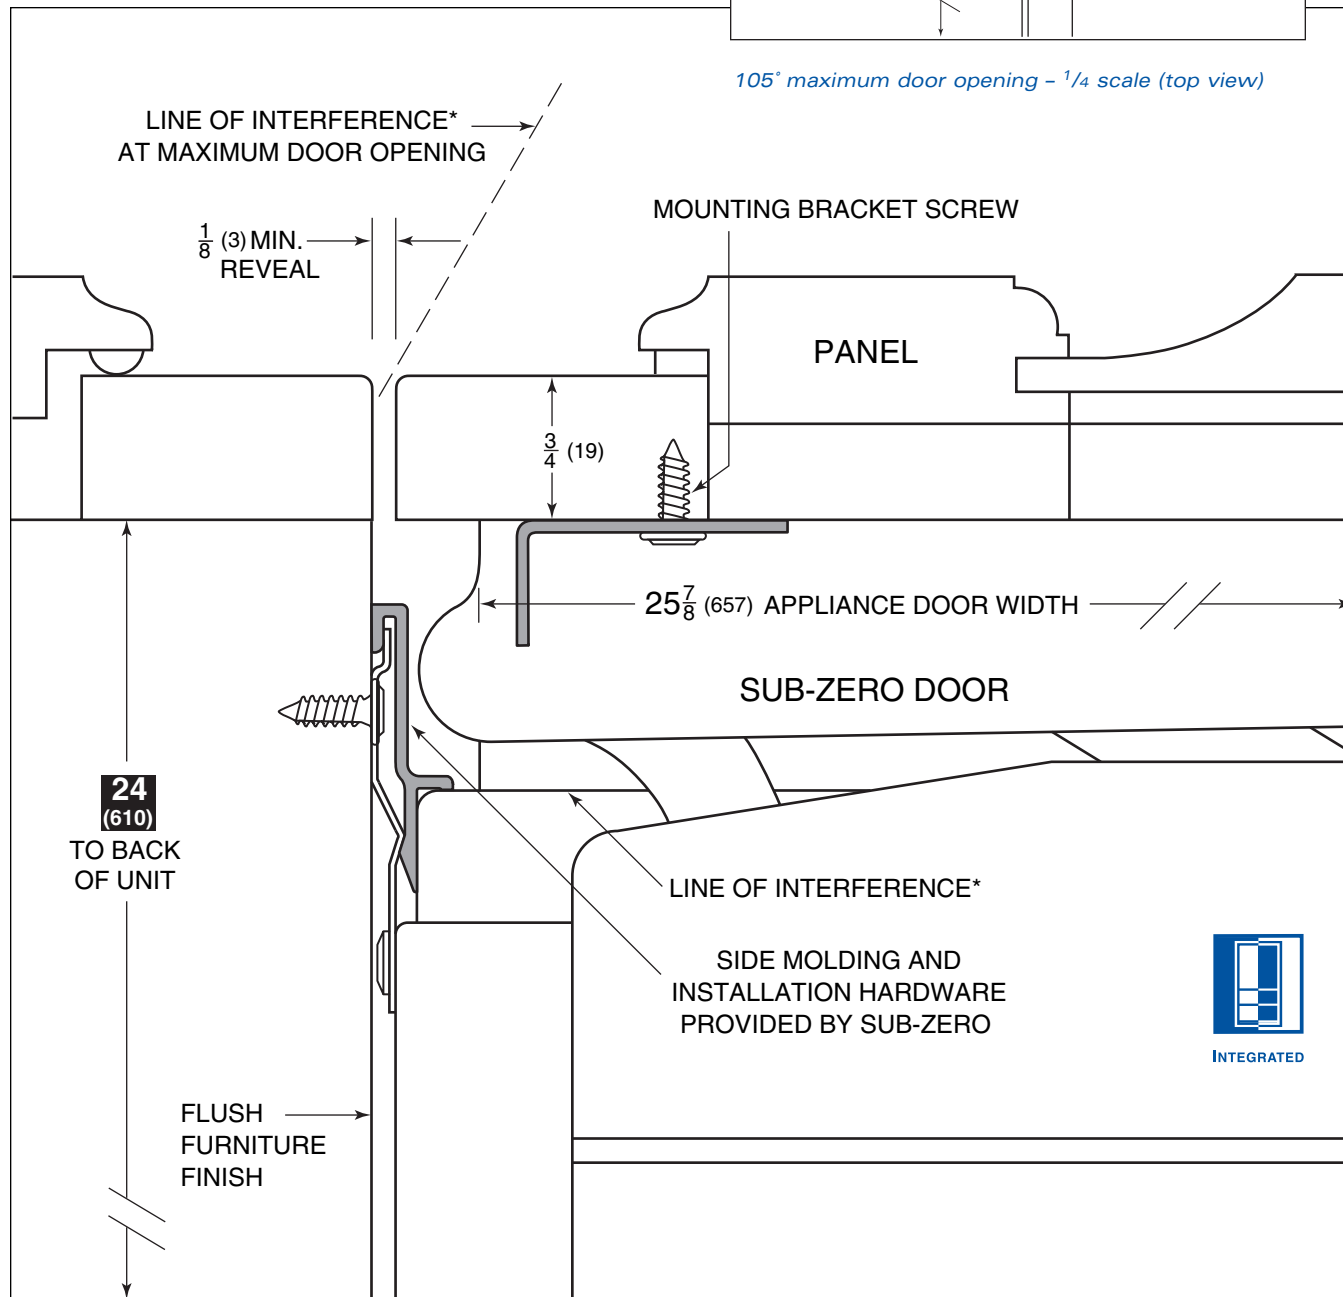 105° maximum door opening – 1/4 scale (top view)
LINE OF INTERFERENCE*
AT MAXIMUM DOOR OPENING
1/8 (3) MIN.
REVEAL
MOUNTING BRACKET SCREW
PANEL
3/4 (19)
25 7/8 (657) APPLIANCE DOOR WIDTH
SUB-ZERO DOOR
24
(610)
TO BACK
OF UNIT
LINE OF INTERFERENCE*
SIDE MOLDING AND
INSTALLATION HARDWARE
PROVIDED BY SUB-ZERO
INTEGRATED
FLUSH
FURNITURE
FINISH